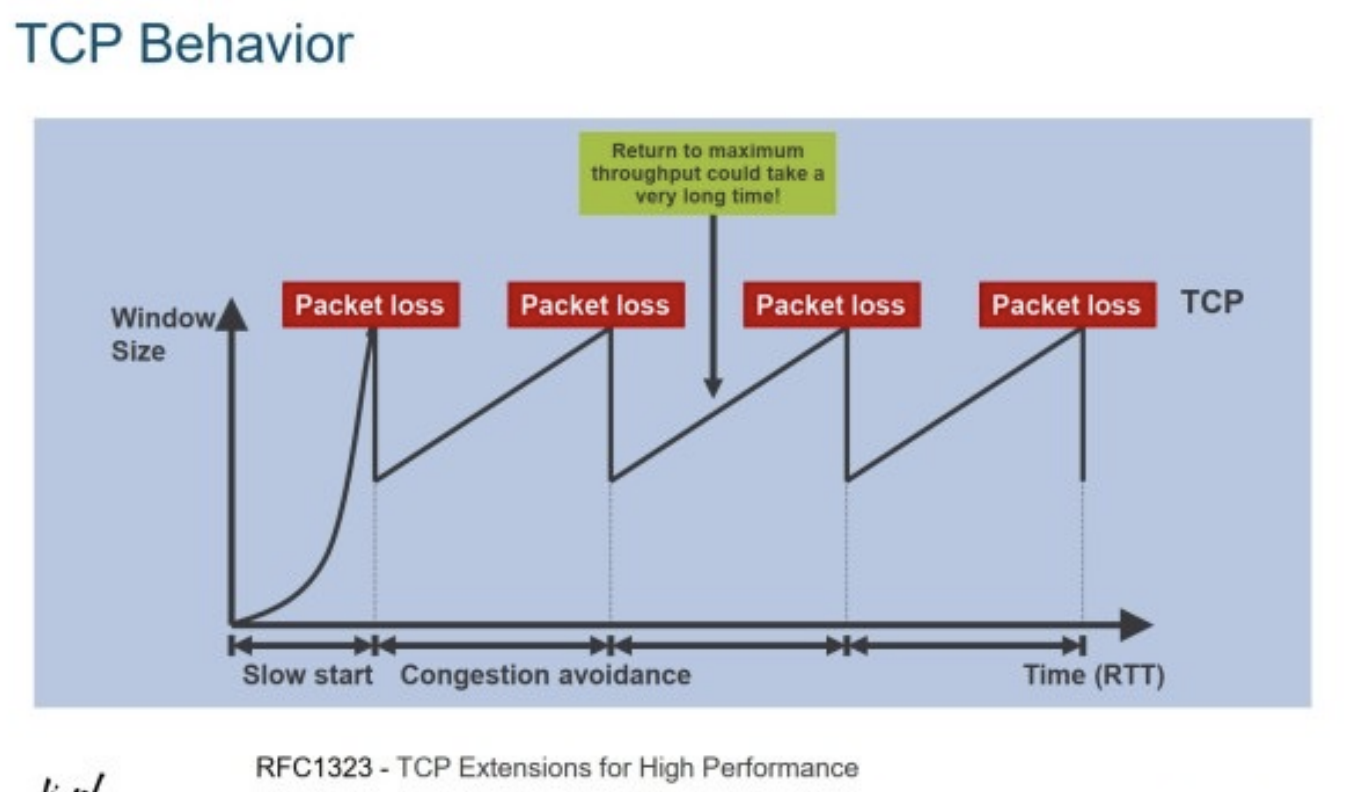 TCP Behavior
Return to maximum
throughput could take a
very long time!
Packet loss
Packet loss
Packet loss
Packet loss
TCP
Window
Size
Slow start
Congestion avoidance
Time (RTT)
RFC1323 - TCP Extensions for High Performance